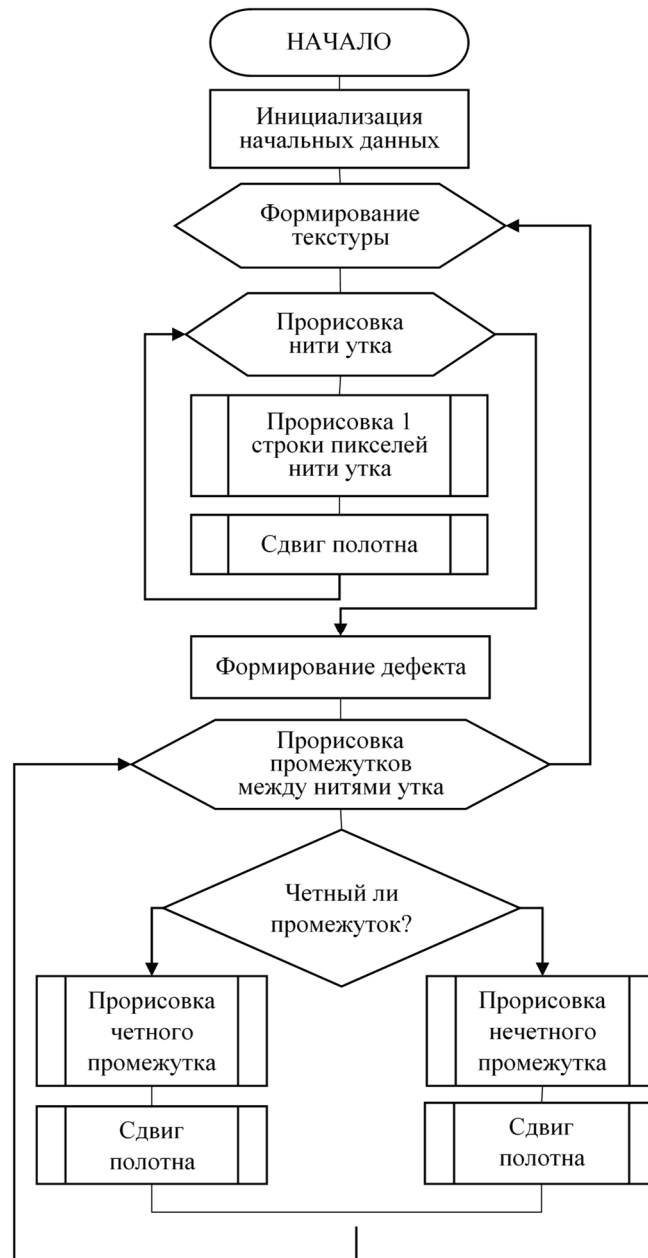 НАЧАЛО
Инициализация
начальных данных
Формирование
текстуры
Прорисовка
нити утка
Прорисовка 1
строки пикселей
нити утка
Сдвиг полотна
Формирование дефекта
Прорисовка
промежутков
между нитями утка
Четный ли
промежуток?
Прорисовка
четного
промежутка
Сдвиг
полотна
Прорисовка
нечетного
промежутка
Сдвиг
полотна